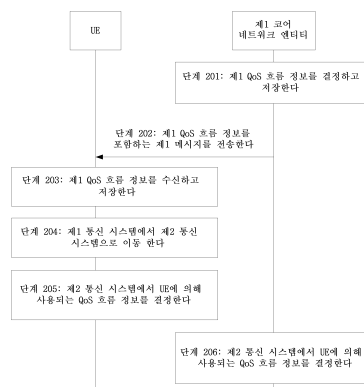 UE
제1 코어
네트워크 엔티티
단계 201: 제1 QoS 흐름 정보를 결정하고
저장한다
단계 202: 제1 QoS 흐름 정보를
포함하는 제1 메시지를 전송한다
단계 203: 제1 QoS 흐름 정보를 수신하고
저장한다
단계 204: 제1 통신 시스템에서 제2 통신
시스템으로 이동 한다
단계 205: 제2 통신 시스템에서 UE에 의해
사용되는 QoS 흐름 정보를 결정한다
단계 206: 제2 통신 시스템에서 UE에 의해
사용되는 QoS 흐름 정보를 결정한다